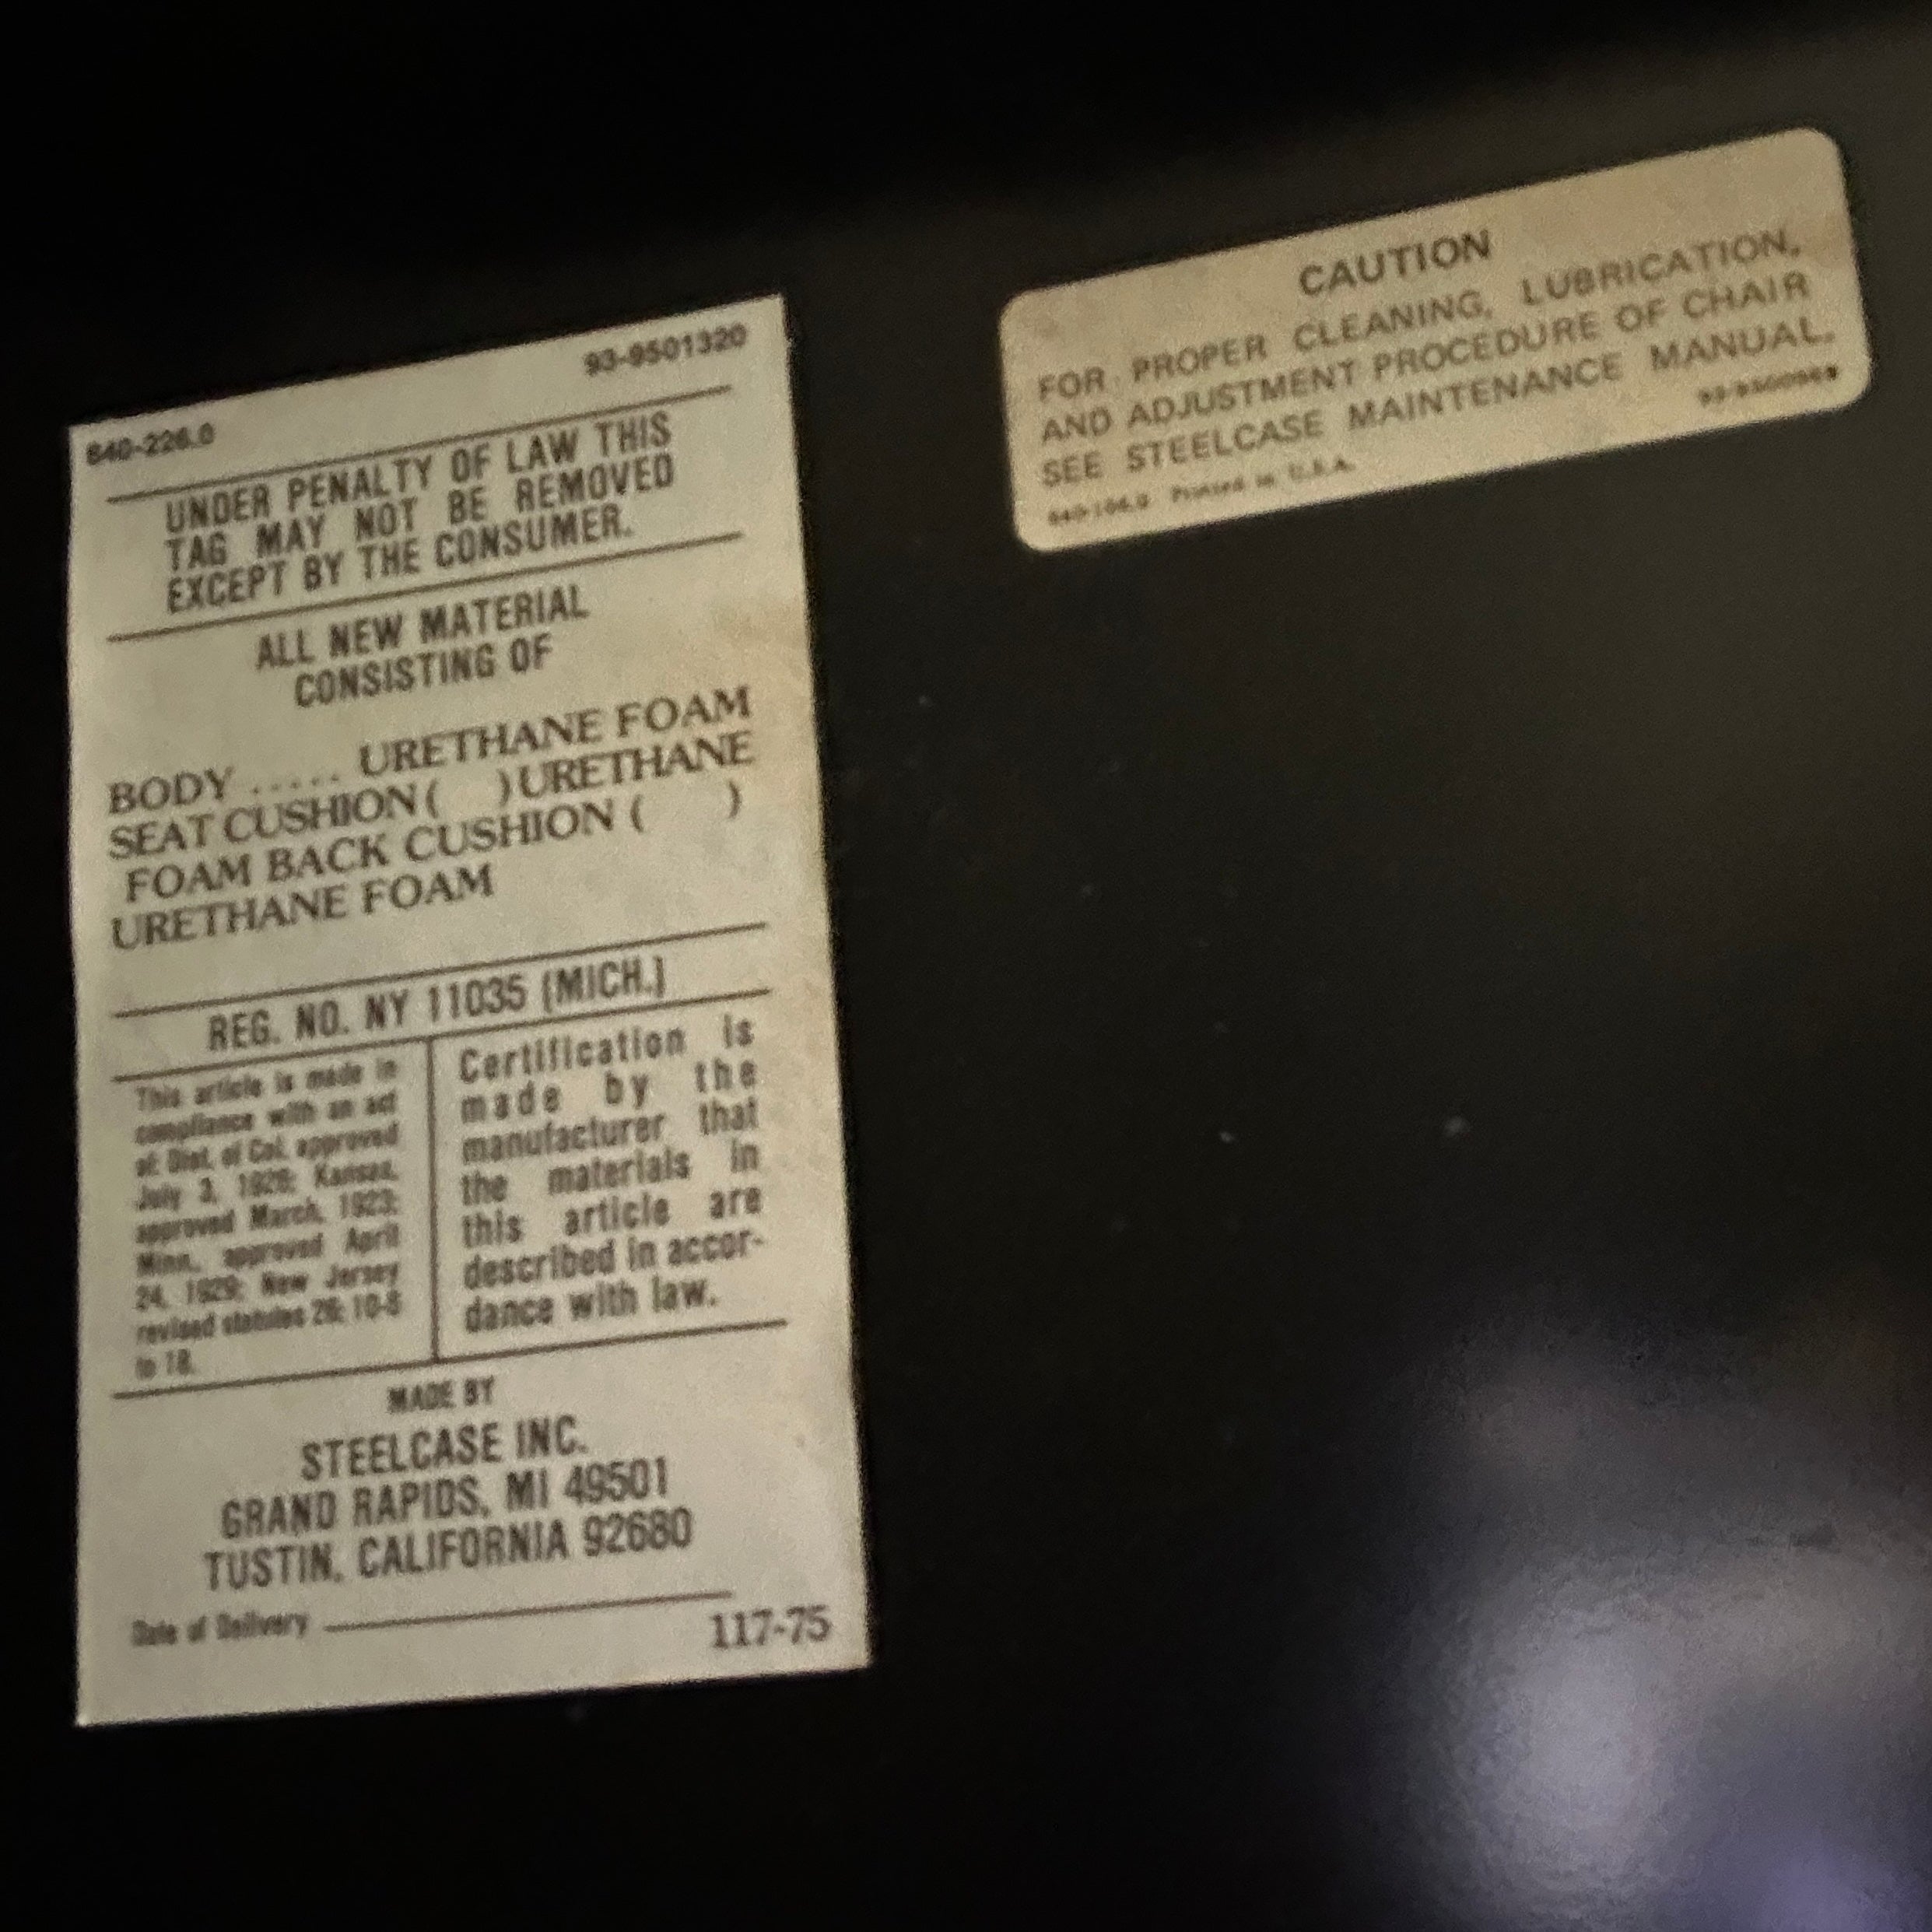 840-226.0
93-9501320
UNDER PENALTY OF LAW THIS
TAG MAY NOT BE REMOVED
EXCEPT BY THE CONSUMER.
ALL NEW MATERIAL
CONSISTING OF
BODY ..... URETHANE FOAM
SEAT CUSHION ( ) URETHANE
FOAM BACK CUSHION ( )
URETHANE FOAM
REG. NO. NY 11035 (MICH.)
This article is made in
compliance with an act
of: Dist. of Col. approved
July 3, 1926; Kansas,
approved March, 1923;
Minn., approved April
24, 1929; New Jersey
revised statutes 26: 10-6
to 18.
Certification is
made by the
manufacturer that
the materials in
this article are
described in accor-
dance with law.
MADE BY
STEELCASE INC.
GRAND RAPIDS, MI 49501
TUSTIN, CALIFORNIA 92680
Date of Delivery
117-75
CAUTION
FOR PROPER CLEANING, LUBRICATION,
AND ADJUSTMENT PROCEDURE OF CHAIR
SEE STEELCASE MAINTENANCE MANUAL.
Printed in U.S.A.